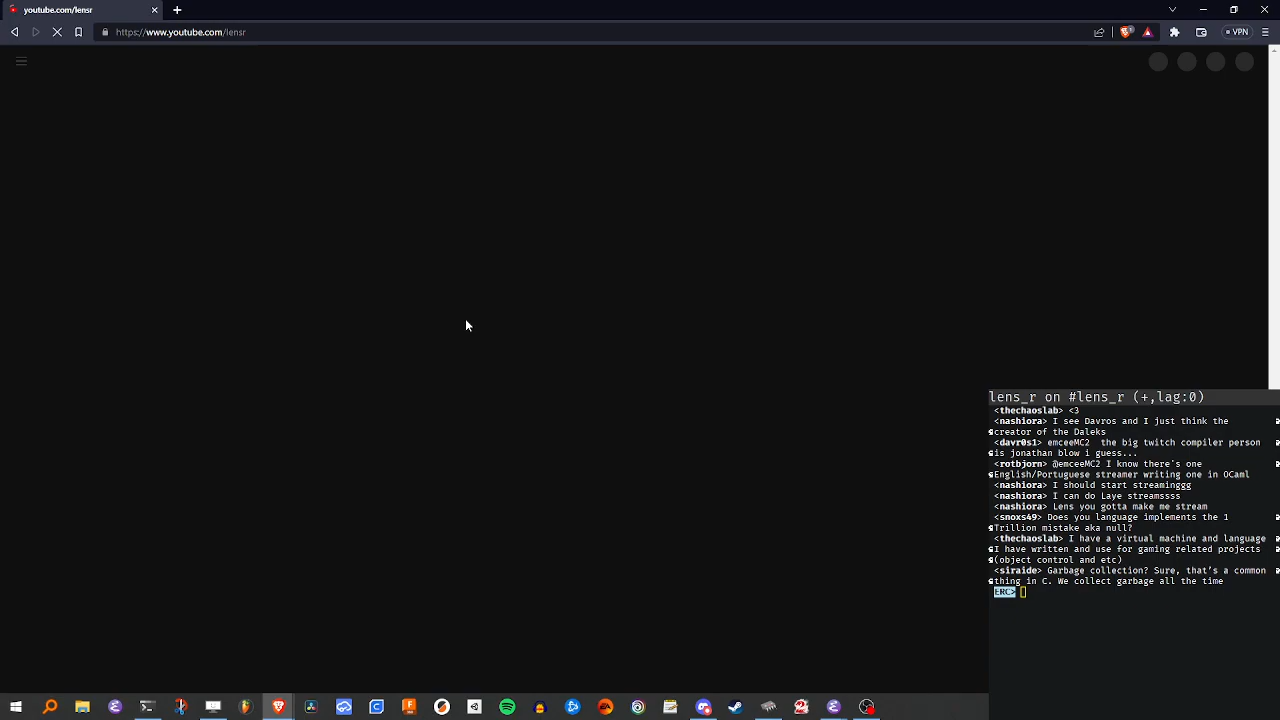 youtube.com/lensr
https://www.youtube.com/lensr
VPN
lens_r on #lens_r (+,lag:0)
<thechaoslab> <3
<nashiora> I see Davros and I just think the
creator of the Daleks
<davr0s1> emceeMC2  the big twitch compiler person
is jonathan blow i guess...
<rotbjorn> @emceeMC2 I know there's one
English/Portuguese streamer writing one in OCaml
<nashiora> I should start streaminggg
<nashiora> I can do Laye streamssss
<nashiora> Lens you gotta make me stream
<snoxs49> Does you language implements the 1
Trillion mistake aka null?
<thechaoslab> I have a virtual machine and language
I have written and use for gaming related projects
(object control and etc)
<siraide> Garbage collection? Sure, that's a common
thing in C. We collect garbage all the time
ERC>